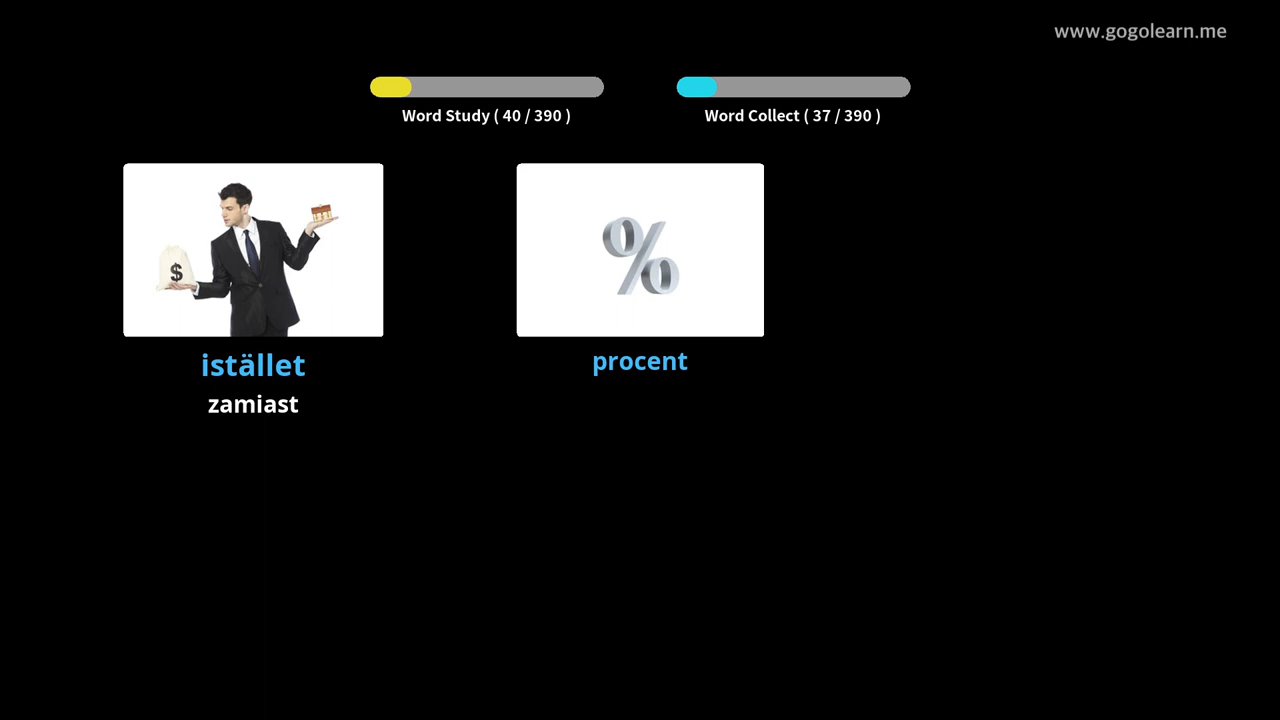 www.gogolearn.me
Word Study ( 40 / 390 )
Word Collect ( 37 / 390 )
$
%
istället
zamiast
procent